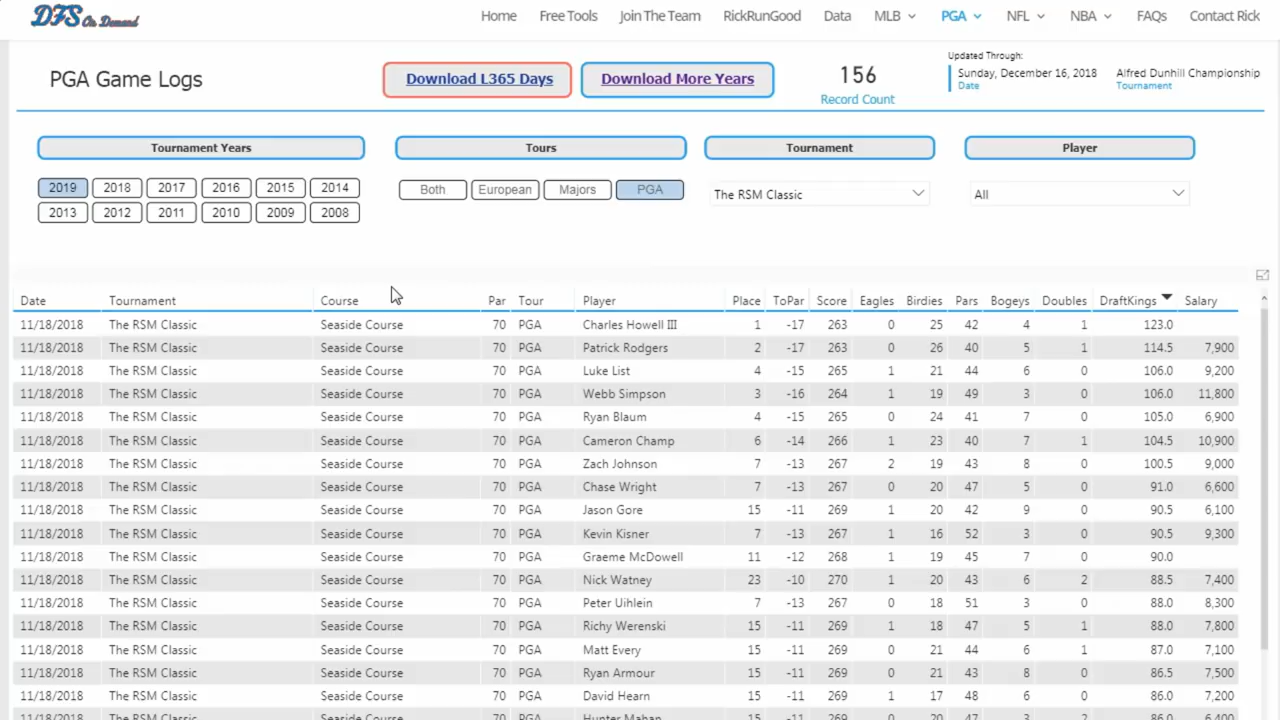 DFS On Demand Home Free Tools Join The Team RickRunGood Data MLB PGA NFL NBA FAQs Contact Rick
PGA Game Logs
Download L365 Days
Download More Years
156
Record Count
Updated Through:
Sunday, December 16, 2018
Date
Alfred Dunhill Championship
Tournament
Tournament Years Tours Tournament Player
2019 2018 2017 2016 2015 2014 Both European Majors PGA The RSM Classic All
2013 2012 2011 2010 2009 2008
Date Tournament Course Par Tour Player Place ToPar Score Eagles Birdies Pars Bogeys Doubles DraftKings Salary
11/18/2018 The RSM Classic Seaside Course 70 PGA Charles Howell III 1 -17 263 0 25 42 4 1 123.0
11/18/2018 The RSM Classic Seaside Course 70 PGA Patrick Rodgers 2 -17 263 0 26 40 5 1 114.5 7,900
11/18/2018 The RSM Classic Seaside Course 70 PGA Luke List 4 -15 265 1 21 44 6 0 106.0 9,200
11/18/2018 The RSM Classic Seaside Course 70 PGA Webb Simpson 3 -16 264 1 19 49 3 0 106.0 11,800
11/18/2018 The RSM Classic Seaside Course 70 PGA Ryan Blaum 4 -15 265 0 24 41 7 0 105.0 6,900
11/18/2018 The RSM Classic Seaside Course 70 PGA Cameron Champ 6 -14 266 1 23 40 7 1 104.5 10,900
11/18/2018 The RSM Classic Seaside Course 70 PGA Zach Johnson 7 -13 267 2 19 43 8 0 100.5 9,000
11/18/2018 The RSM Classic Seaside Course 70 PGA Chase Wright 7 -13 267 0 20 47 5 0 91.0 6,600
11/18/2018 The RSM Classic Seaside Course 70 PGA Jason Gore 15 -11 269 1 20 42 9 0 90.5 6,100
11/18/2018 The RSM Classic Seaside Course 70 PGA Kevin Kisner 7 -13 267 1 16 52 3 0 90.5 9,300
11/18/2018 The RSM Classic Seaside Course 70 PGA Graeme McDowell 11 -12 268 1 19 45 7 0 90.0
11/18/2018 The RSM Classic Seaside Course 70 PGA Nick Watney 23 -10 270 1 20 43 6 2 88.5 7,400
11/18/2018 The RSM Classic Seaside Course 70 PGA Peter Uihlein 7 -13 267 0 18 51 3 0 88.0 8,300
11/18/2018 The RSM Classic Seaside Course 70 PGA Richy Werenski 15 -11 269 1 18 47 5 1 88.0 7,800
11/18/2018 The RSM Classic Seaside Course 70 PGA Matt Every 15 -11 269 0 21 44 6 1 87.0 7,100
11/18/2018 The RSM Classic Seaside Course 70 PGA Ryan Armour 15 -11 269 0 21 43 8 0 86.5 7,500
11/18/2018 The RSM Classic Seaside Course 70 PGA David Hearn 15 -11 269 1 17 48 6 0 86.0 7,200
11/18/2018 The RSM Classic Seaside Course 70 PGA Hunter Mahan 15 -11 269 0 20 47 3 2 86.0 6,400